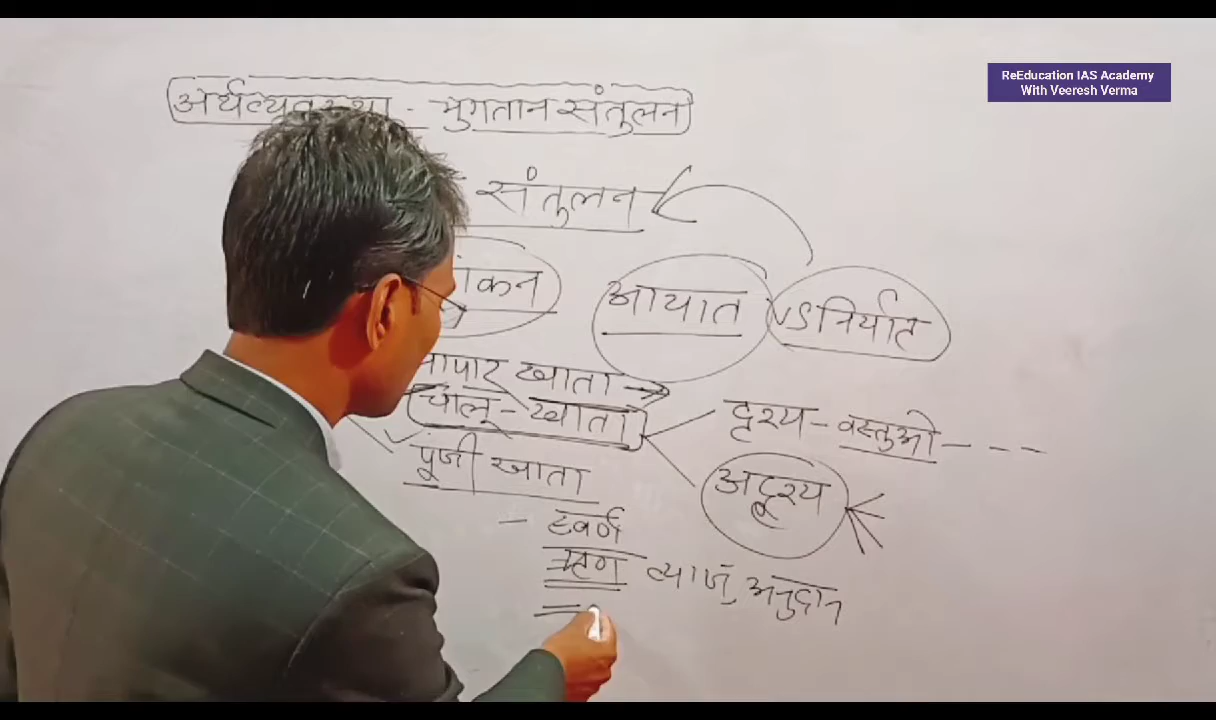 ReEducation IAS Academy
With Veeresh Verma
अर्थव्यवस्था - भुगतान संतुलन
संतुलन
आयात VS निर्यात
खाता
चालू - खाता
दृश्य - वस्तुओ - - -
पूंजी खाता
अदृश्य
- स्वर्ण
ऋण ब्याज, अनुदान